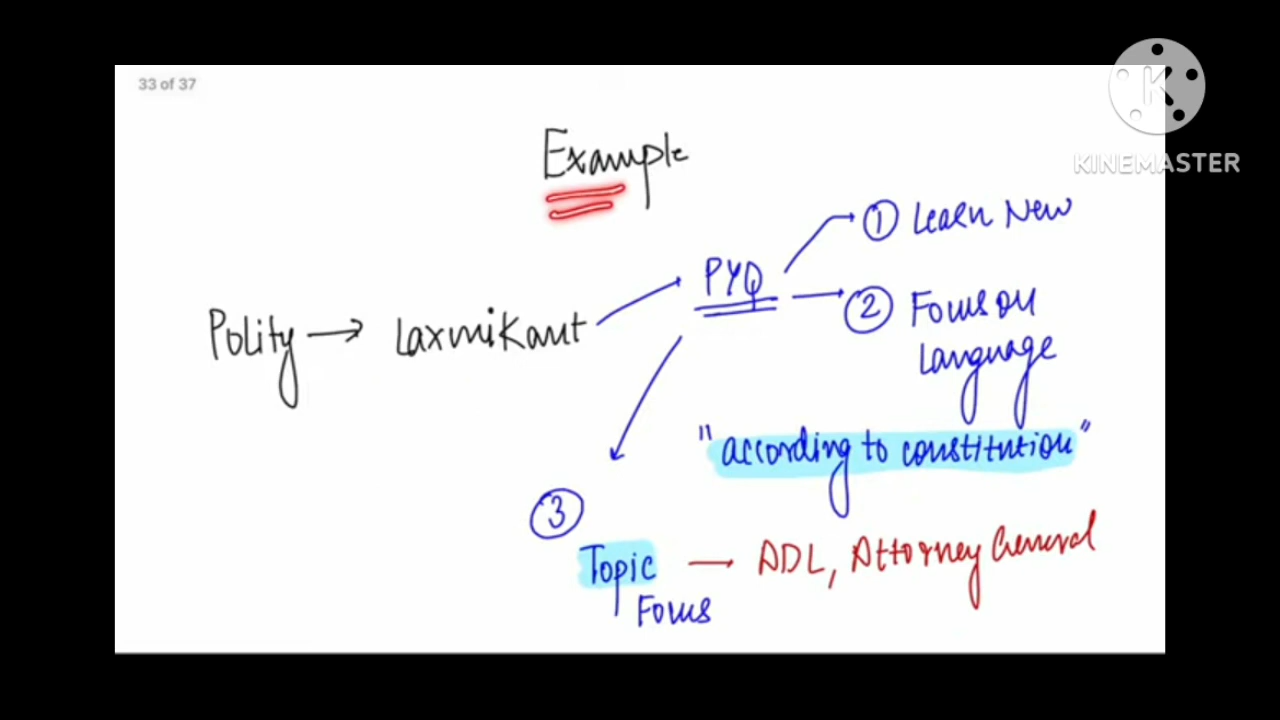 33 of 37
KINEMASTER
Example
① Learn New
PYQ
② Focus on
Language
Polity → Laxmikant
"according to constitution"
③
Topic → ADL, Attorney General
Focus